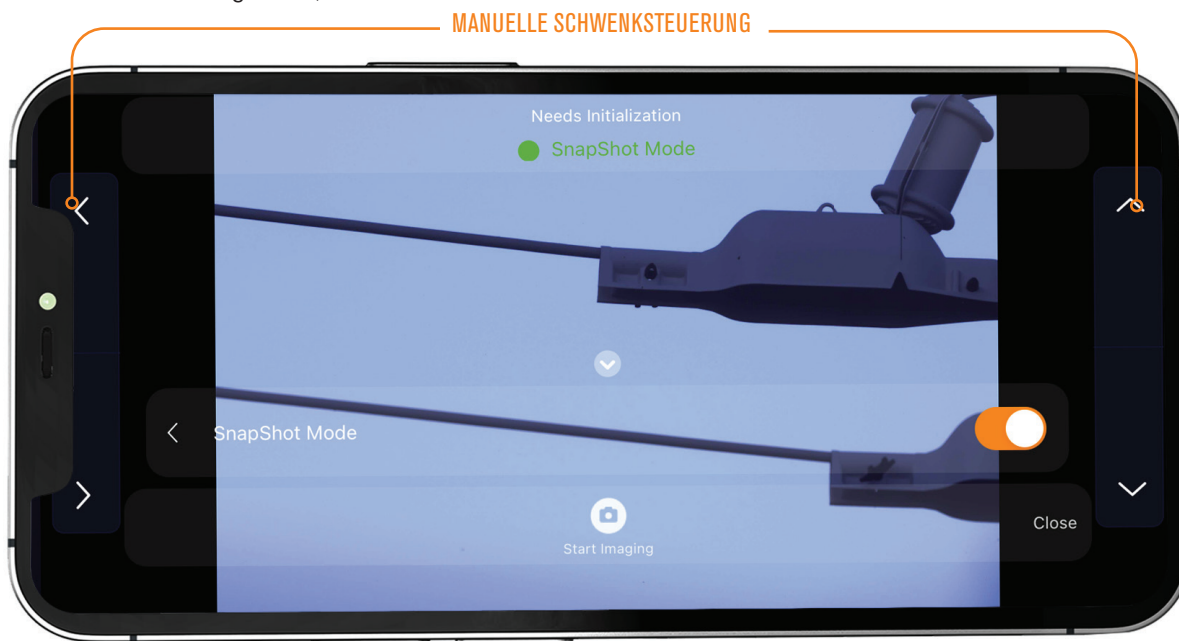 MANUELLE SCHWENKSTEUERUNG
Needs Initialization
SnapShot Mode
SnapShot Mode
Start Imaging
Close